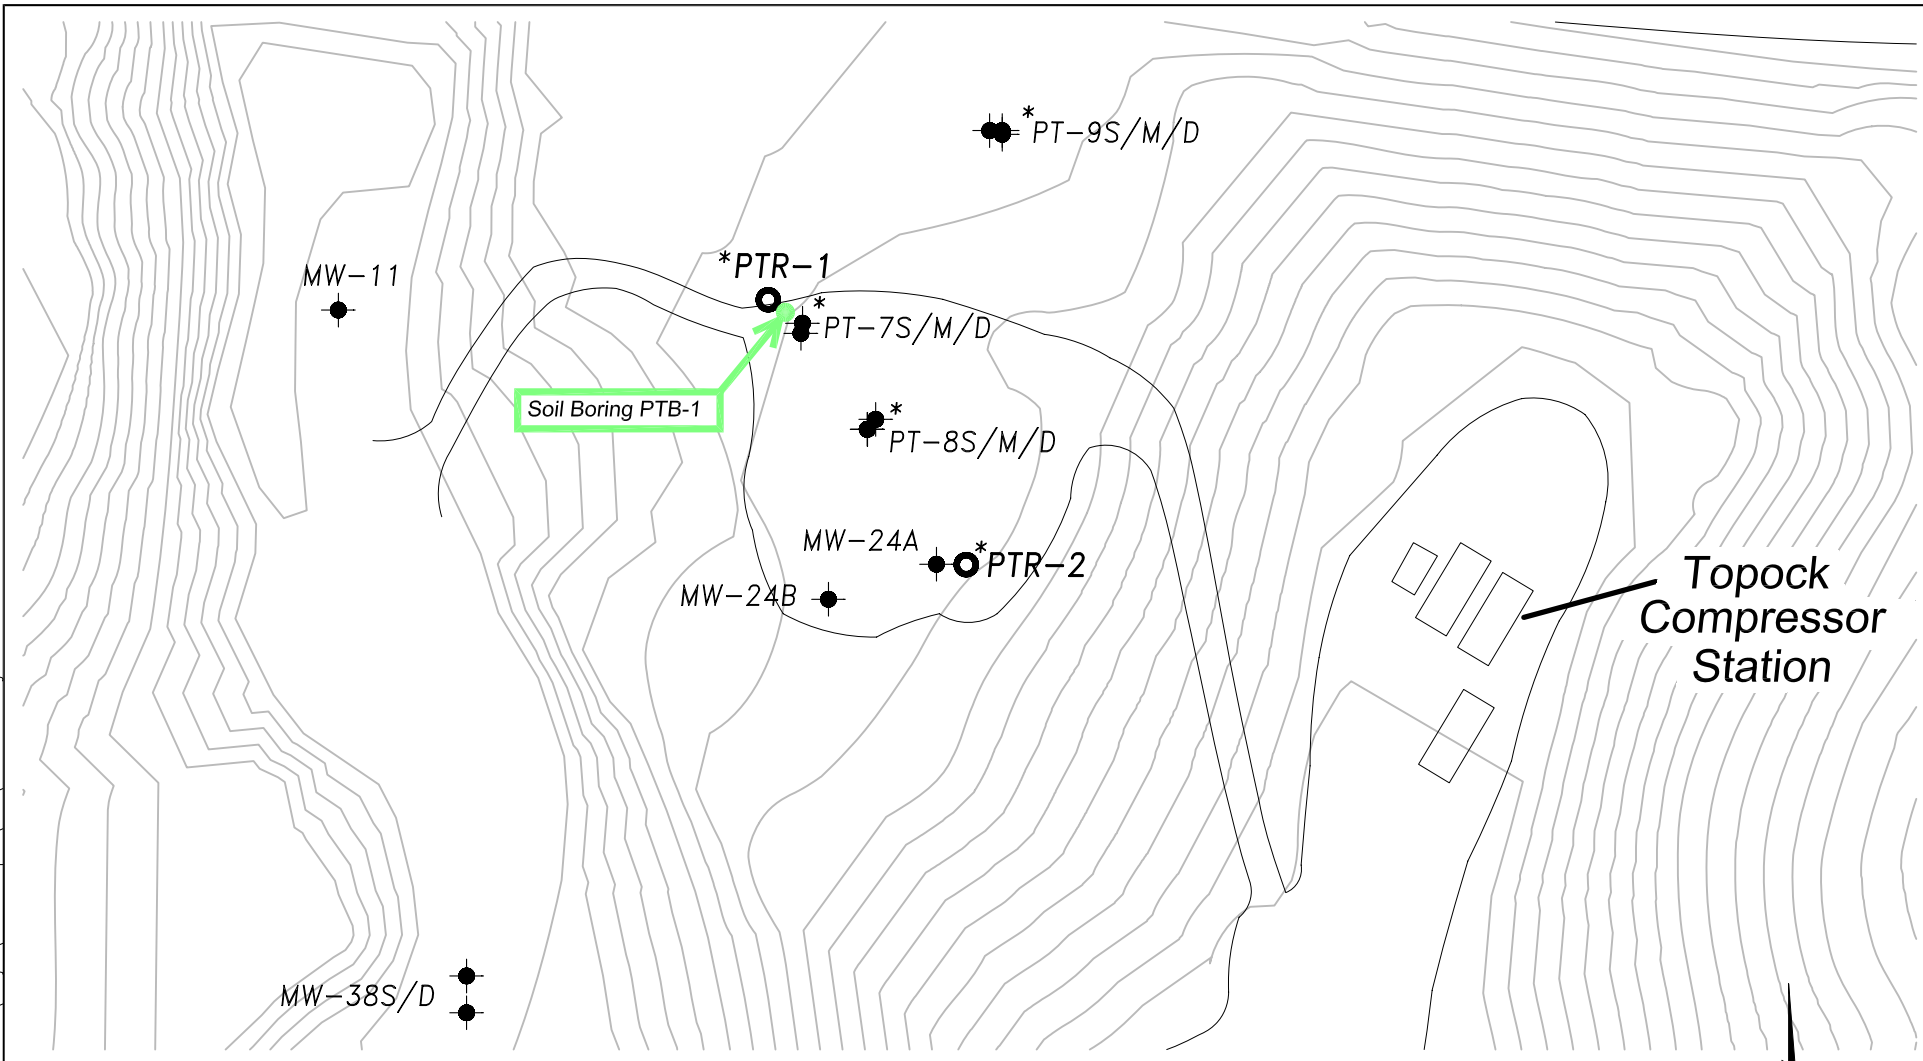 *PT-9S/M/D
*PTR-1
MW-11
*
PT-7S/M/D
Soil Boring PTB-1
*
PT-8S/M/D
MW-24A
*PTR-2
MW-24B
Topock
Compressor
Station
MW-38S/D